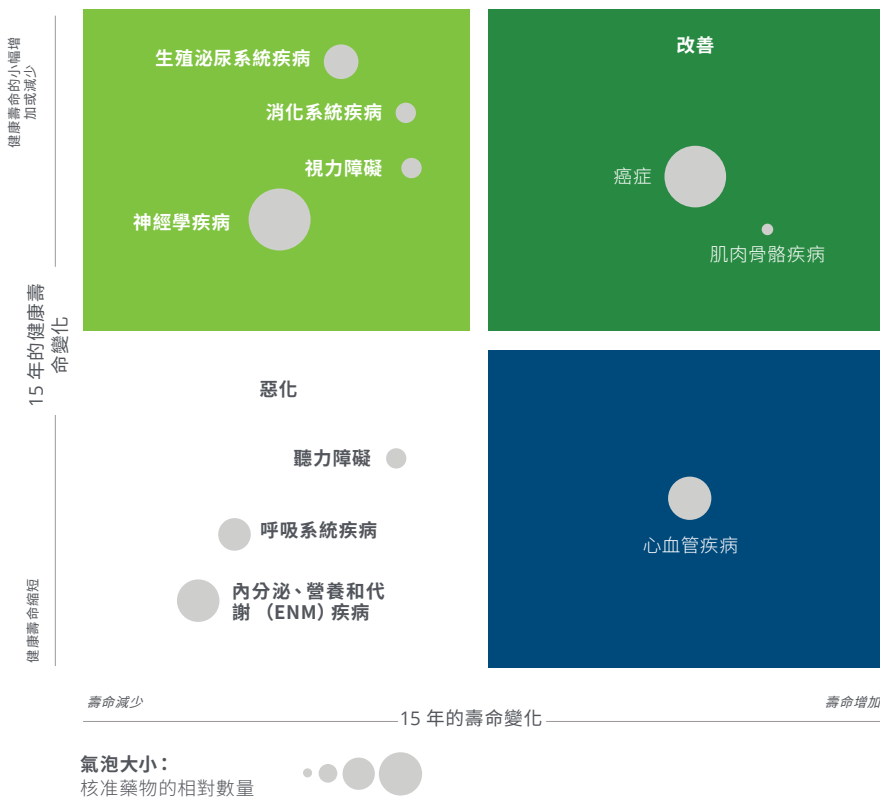 健康壽命的小幅增
加或減少
15 年的健康壽
命變化
健康壽命縮短
生殖泌尿系統疾病
消化系統疾病
視力障礙
神經學疾病
改善
癌症
肌肉骨骼疾病
惡化
聽力障礙
呼吸系統疾病
內分泌、營養和代
謝 （ENM）疾病
心血管疾病
壽命減少
15 年的壽命變化
壽命增加
氣泡大小：
核准藥物的相對數量